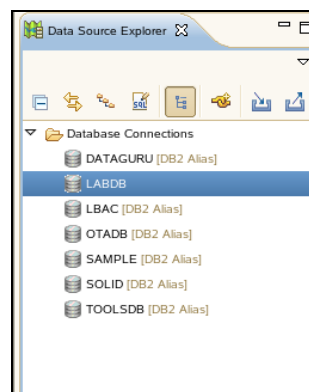 Data Source Explorer
SQL
Database Connections
DATAGURU [DB2 Alias]
LABDB
LBAC [DB2 Alias]
OTADB [DB2 Alias]
SAMPLE [DB2 Alias]
SOLID [DB2 Alias]
TOOLSDB [DB2 Alias]